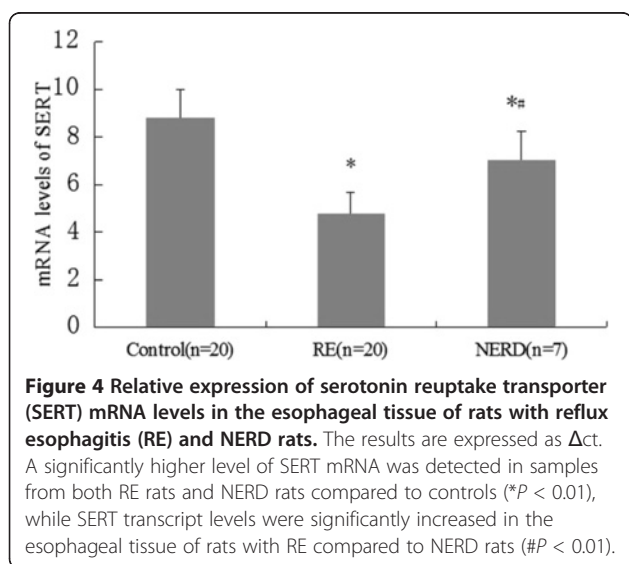 12
10
8
6
4
2
0
mRNA levels of SERT
*
*#
Control(n=20) RE(n=20) NERD(n=7)
Figure 4 Relative expression of serotonin reuptake transporter
(SERT) mRNA levels in the esophageal tissue of rats with reflux
esophagitis (RE) and NERD rats. The results are expressed as Δct.
A significantly higher level of SERT mRNA was detected in samples
from both RE rats and NERD rats compared to controls (*P < 0.01),
while SERT transcript levels were significantly increased in the
esophageal tissue of rats with RE compared to NERD rats (#P < 0.01).